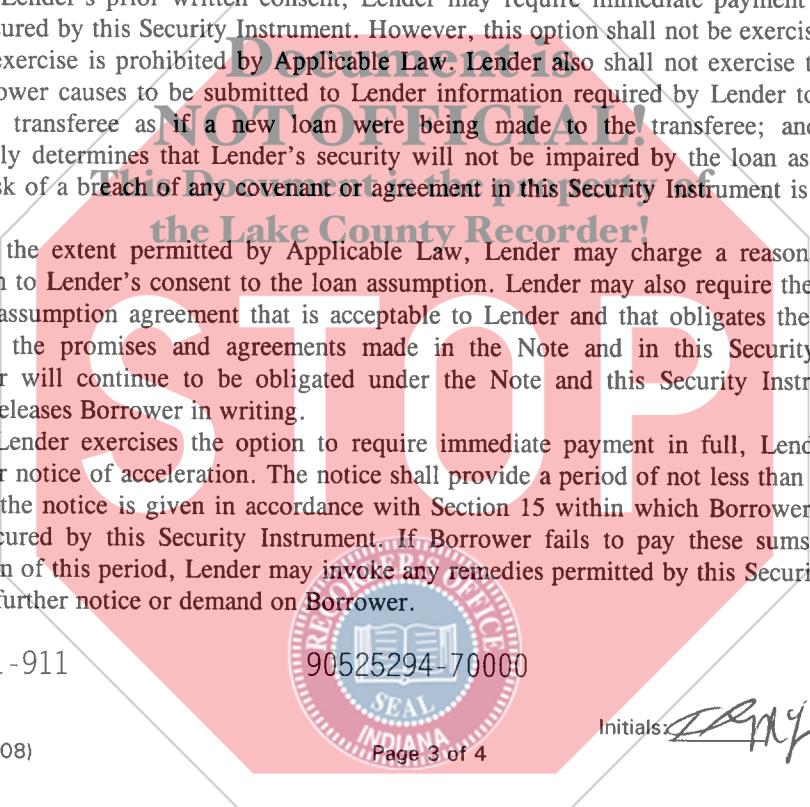 Lender's prior written consent, Lender may require immediate payment
ured by this Security Instrument. However, this option shall not be exercis
exercise is prohibited by Applicable Law. Lender also shall not exercise t
ower causes to be submitted to Lender information required by Lender to
transferee as if a new loan were being made to the transferee; and
ly determines that Lender's security will not be impaired by the loan as
sk of a breach of any covenant or agreement in this Security Instrument is
the extent permitted by Applicable Law, Lender may charge a reason
n to Lender's consent to the loan assumption. Lender may also require the
assumption agreement that is acceptable to Lender and that obligates the
the promises and agreements made in the Note and in this Security
r will continue to be obligated under the Note and this Security Instr
eleases Borrower in writing.
Lender exercises the option to require immediate payment in full, Lend
r notice of acceleration. The notice shall provide a period of not less than
the notice is given in accordance with Section 15 within which Borrower
cured by this Security Instrument. If Borrower fails to pay these sums
n of this period, Lender may invoke any remedies permitted by this Securi
further notice or demand on Borrower.
-911 90525294-70000
Initials:
08) Page 3 of 4
Document is
NOT OFFICIAL!
This Document is the property of
the Lake County Recorder!
STOP
RECORDER'S OFFICE
SEAL
INDIANA